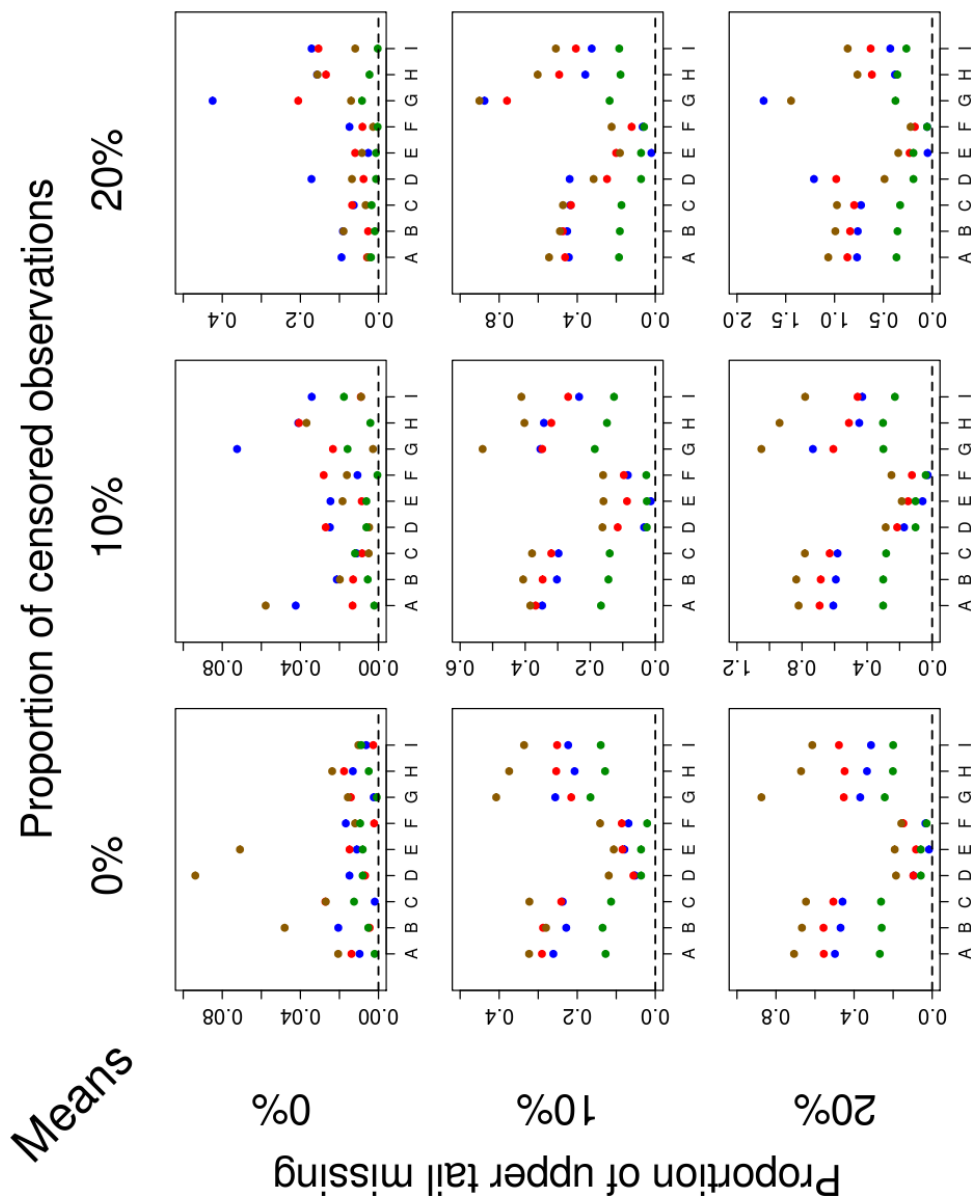 Proportion of censored observations
Means
0%
10%
20%
Proportion of upper tail missing
0%
0.00 0.04 0.08
A B C D E F G H I
0.00 0.04 0.08
A B C D E F G H I
0.0 0.2 0.4
A B C D E F G H I
10%
0.0 0.2 0.4
A B C D E F G H I
0.0 0.2 0.4 0.6
A B C D E F G H I
0.0 0.4 0.8
A B C D E F G H I
20%
0.0 0.4 0.8
A B C D E F G H I
0.0 0.4 0.8 1.2
A B C D E F G H I
0.0 0.5 1.0 1.5 2.0
A B C D E F G H I